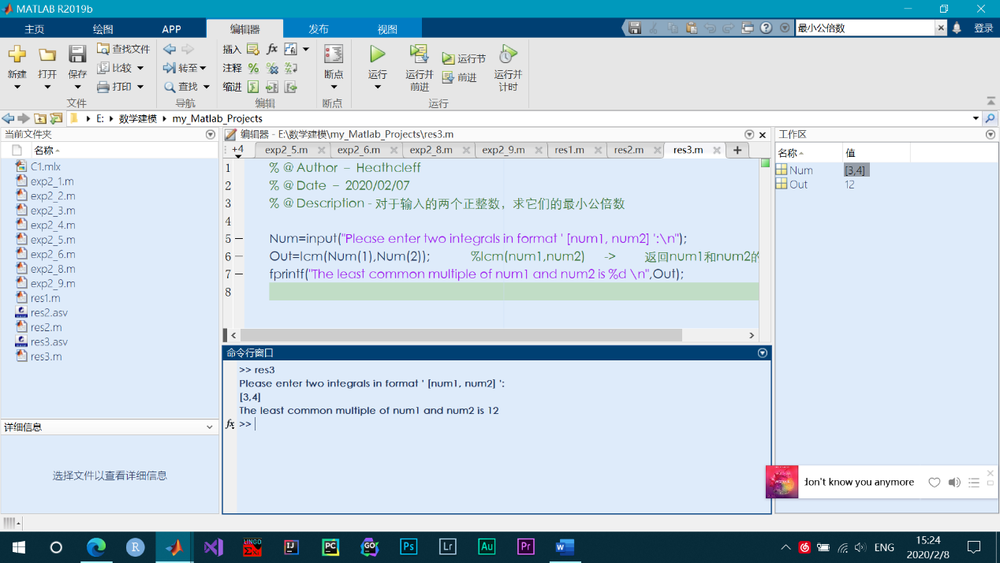 MATLAB R2019b
主页 绘图 APP 编辑器 发布 视图 最小公倍数 登录
新建 打开 保存 查找文件 比较 打印 转至 查找 插入 fx 注释 缩进 断点 运行 运行并前进 运行节 前进 运行并计时
文件 导航 编辑 断点 运行
E: 数学建模 my_Matlab_Projects
当前文件夹
名称
C1.mlx
exp2_1.m
exp2_2.m
exp2_3.m
exp2_4.m
exp2_5.m
exp2_6.m
exp2_8.m
exp2_9.m
res1.m
res2.asv
res2.m
res3.asv
res3.m
详细信息
选择文件以查看详细信息
编辑器 - E:\数学建模\my_Matlab_Projects\res3.m
+4 exp2_5.m exp2_6.m exp2_8.m exp2_9.m res1.m res2.m res3.m
1 % @ Author – Heathcleff
2 % @ Date – 2020/02/07
3 % @ Description - 对于输入的两个正整数，求它们的最小公倍数
4
5 Num=input("Please enter two integrals in format ' [num1, num2] ':\n");
6 Out=lcm(Num(1),Num(2)); %lcm(num1,num2) -> 返回num1和num2的
7 fprintf("The least common multiple of num1 and num2 is %d \n",Out);
8
命令行窗口
>> res3
Please enter two integrals in format ' [num1, num2] ':
[3,4]
The least common multiple of num1 and num2 is 12
fx >>
工作区
名称 值
Num [3,4]
Out 12
don't know you anymore
R LINGO IJ PC GO Ps Lr Au Pr W
ENG
15:24
2020/2/8